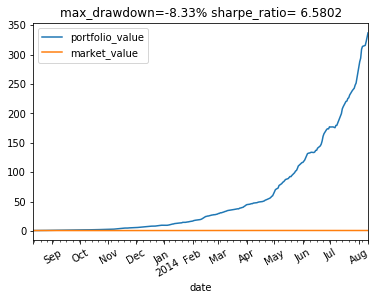 max_drawdown=-8.33% sharpe_ratio= 6.5802
portfolio_value
market_value
350
300
250
200
150
100
50
0
Sep
Oct
Nov
Dec
Jan
2014
Feb
Mar
Apr
May
Jun
Jul
Aug
date